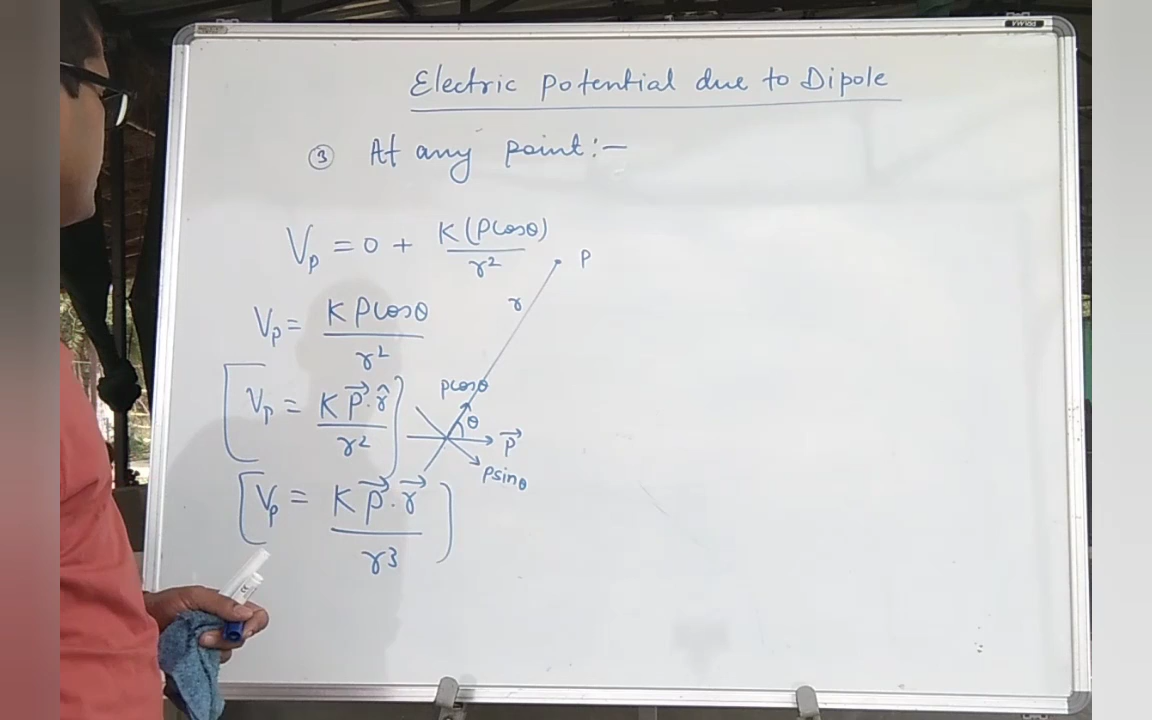 Electric Potential due to Dipole
③ At any point:-
Vₚ = 0 + K(Pcosθ)/r²
P
r
Vₚ = K Pcosθ/r²
Pcosθ
Vₚ = K P⃗.r̂/r²
θ
P⃗
Psinθ
Vₚ = K P⃗.r⃗/r³